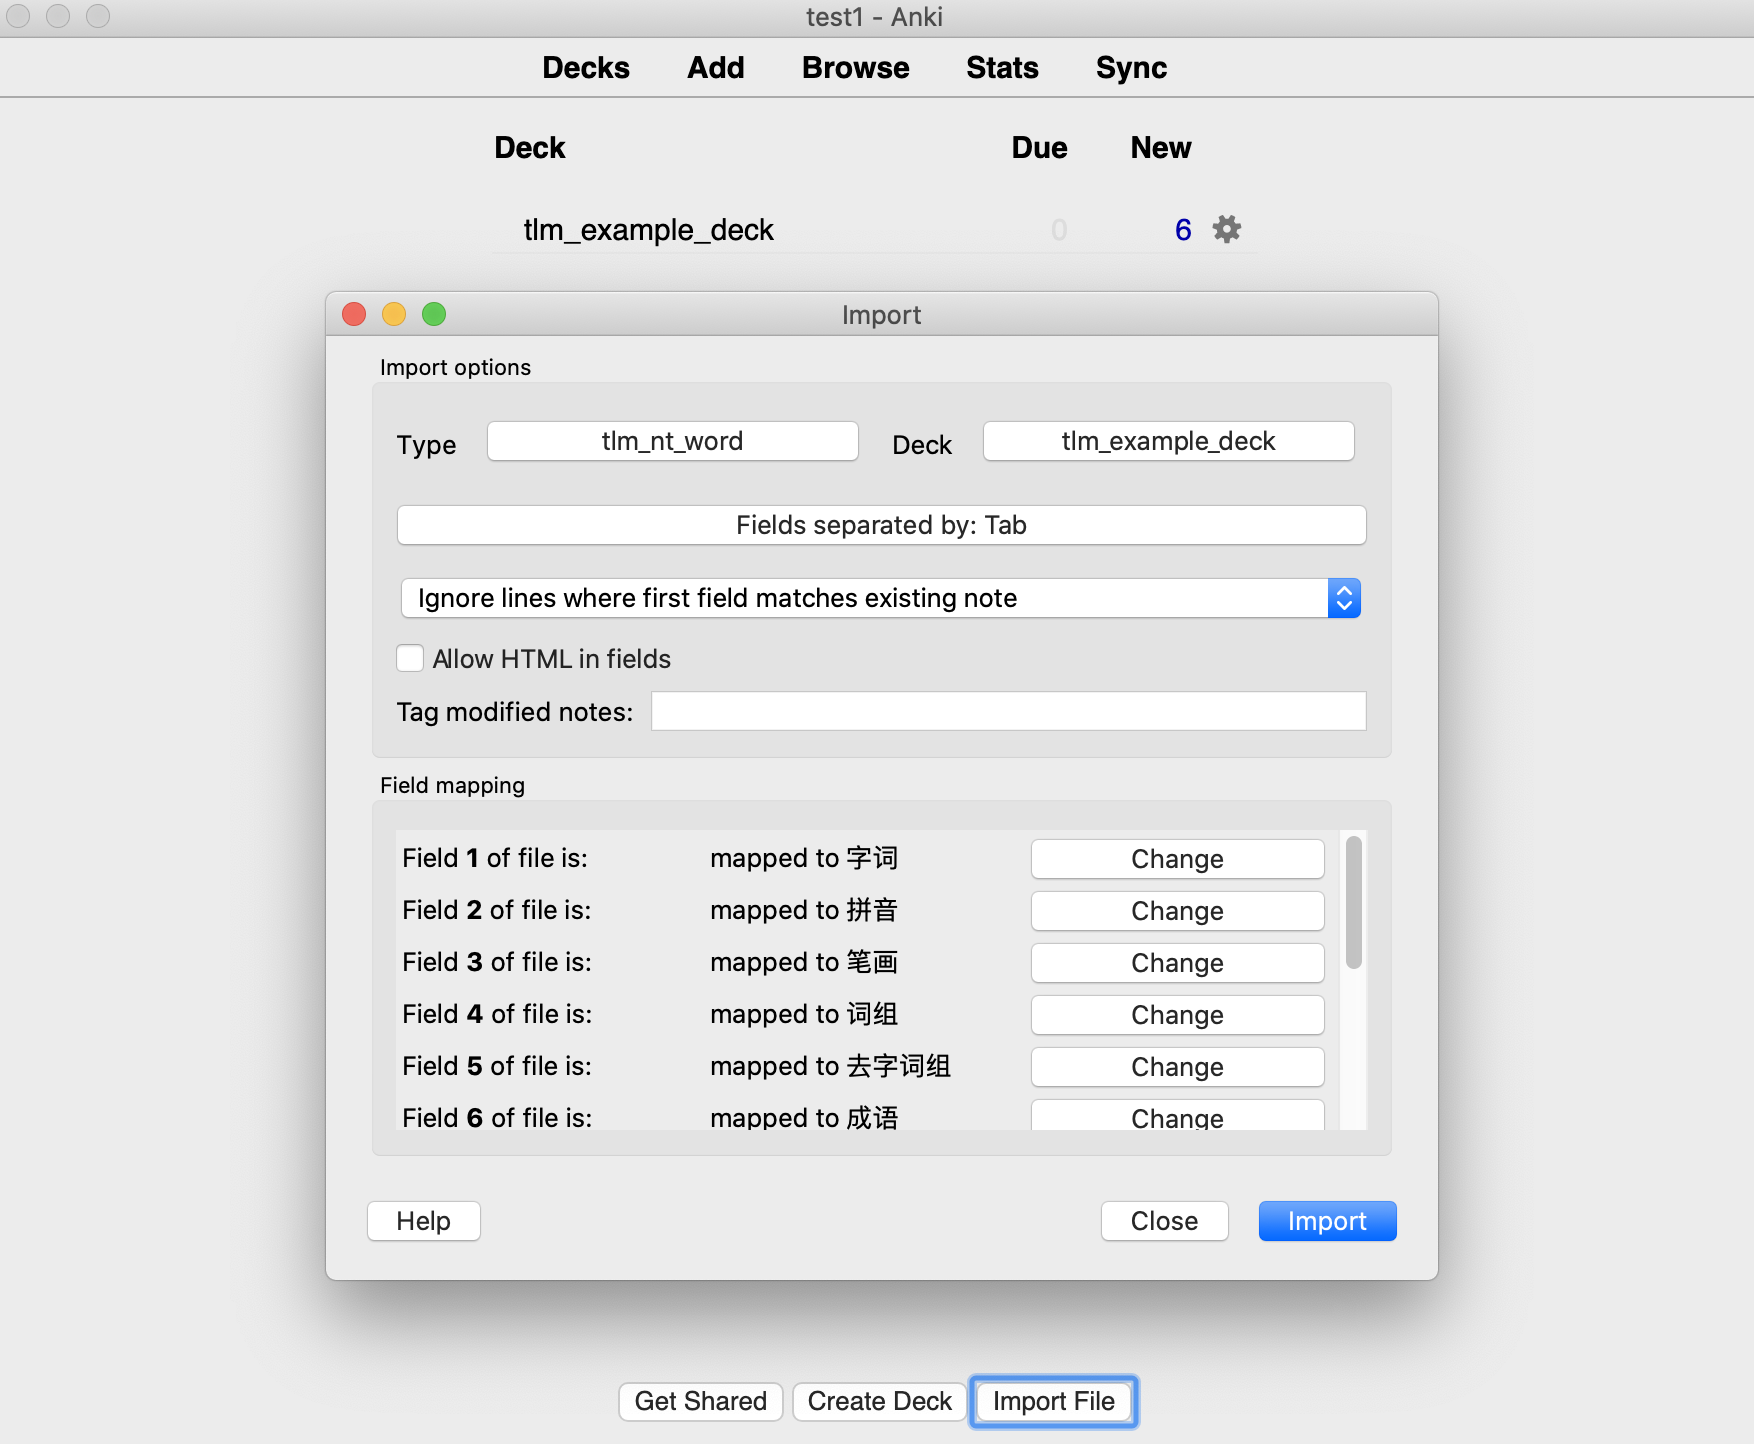 test1 - Anki
Decks Add Browse Stats Sync
Deck Due New
tlm_example_deck 0 6
Import
Import options
Type tlm_nt_word Deck tlm_example_deck
Fields separated by: Tab
Ignore lines where first field matches existing note
Allow HTML in fields
Tag modified notes:
Field mapping
Field 1 of file is: mapped to 字词 Change
Field 2 of file is: mapped to 拼音 Change
Field 3 of file is: mapped to 笔画 Change
Field 4 of file is: mapped to 词组 Change
Field 5 of file is: mapped to 去字词组 Change
Field 6 of file is: mapped to 成语 Change
Help Close Import
Get Shared Create Deck Import File